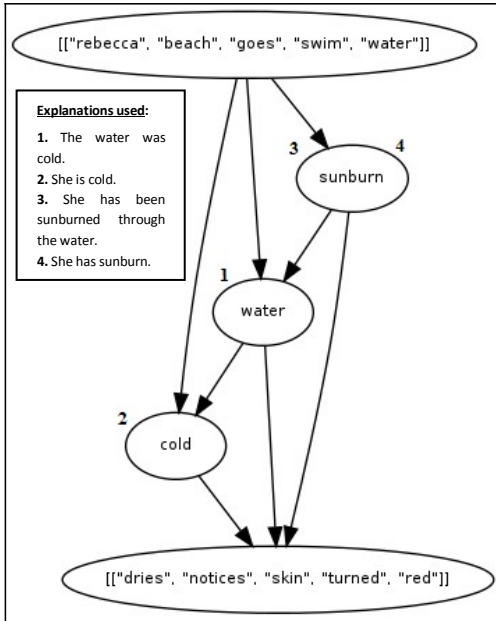 [["rebecca", "beach", "goes", "swim", "water"]]
Explanations used:
1. The water was
cold.
2. She is cold.
3. She has been
sunburned through
the water.
4. She has sunburn.
3 4
sunburn
1
water
2
cold
[["dries", "notices", "skin", "turned", "red"]]